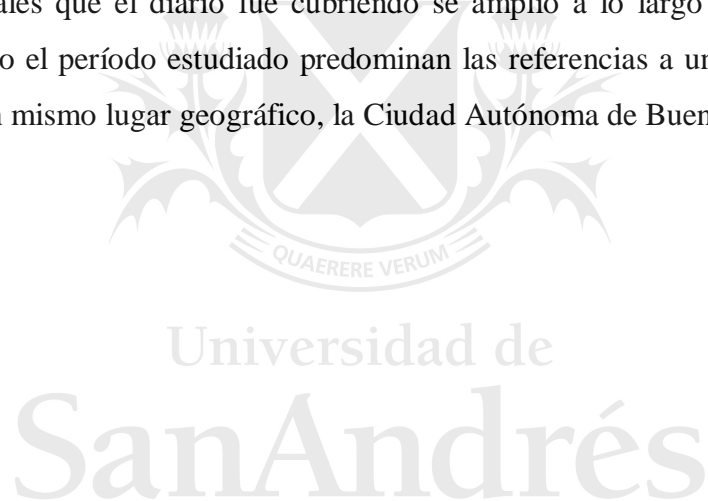 ales que el diario fue cubriendo se amplió a lo largo
o el período estudiado predominan las referencias a un
mismo lugar geográfico, la Ciudad Autónoma de Buen
QUAERERE VERUM
Universidad de
SanAndrés